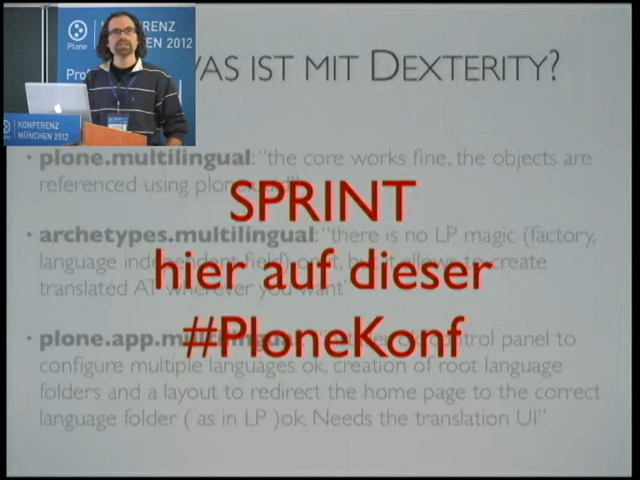 KONFERENZ
MÜNCHEN 2012
Plone
KONFERENZ
MÜNCHEN 2012
WAS IST MIT DEXTERITY?
• plone.multilingual: "the core works fine, the objects are
referenced using
SPRINT
• archetypes.multilingual: "there is no LP magic (factory,
language independent field)
hier auf dieser
create
translated AT wherever you want"
#PloneKonf
• plone.app.multilingual
control panel to
configure multiple languages ok, creation of root language
folders and a layout to redirect the home page to the correct
language folder ( as in LP )ok. Needs the translation UI"